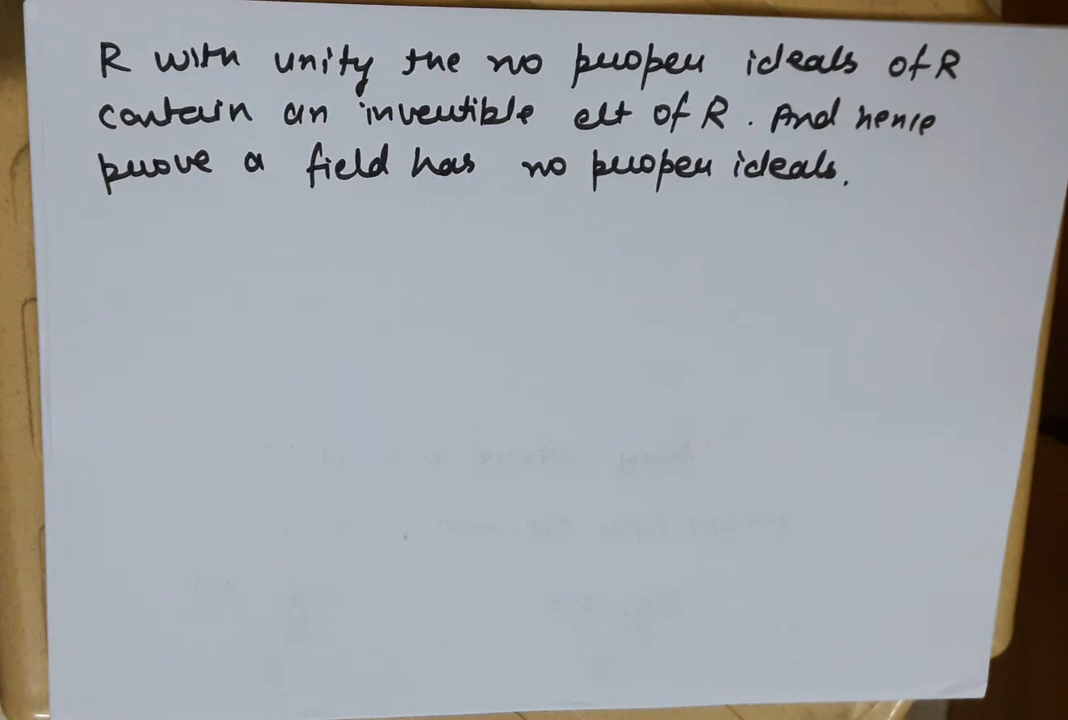 R with unity the no proper ideals of R
contain an invertible elt of R. And hence
prove a field has no proper ideals.